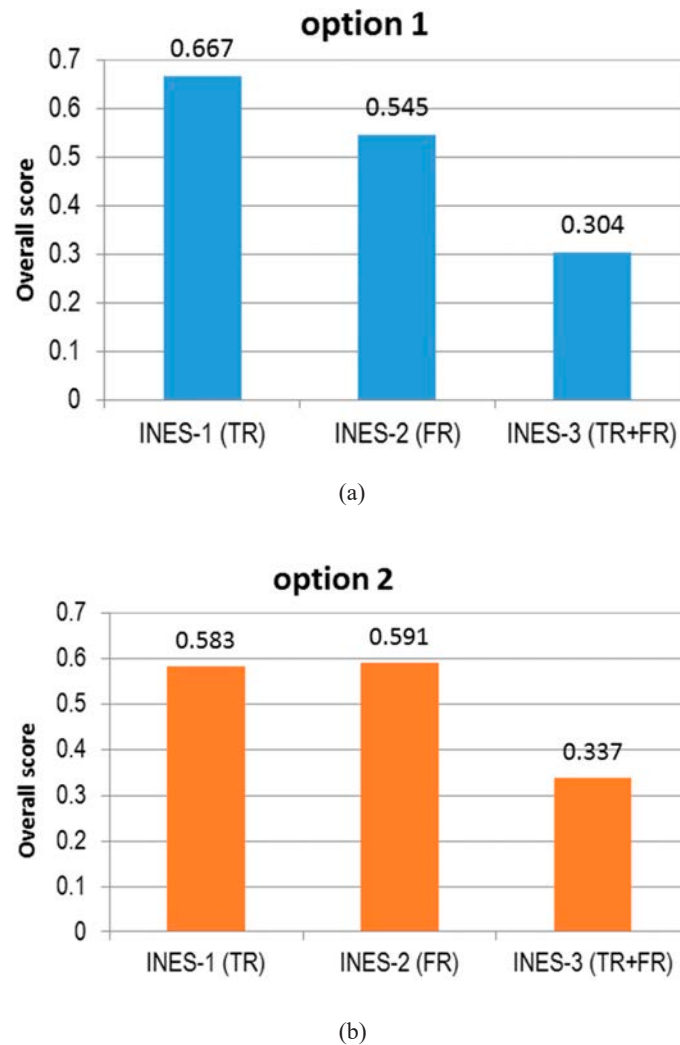 option 1
Overall score
0.7
0.6
0.5
0.4
0.3
0.2
0.1
0
0.667
0.545
0.304
INES-1 (TR)
INES-2 (FR)
INES-3 (TR+FR)
(a)
option 2
Overall score
0.7
0.6
0.5
0.4
0.3
0.2
0.1
0
0.583
0.591
0.337
INES-1 (TR)
INES-2 (FR)
INES-3 (TR+FR)
(b)